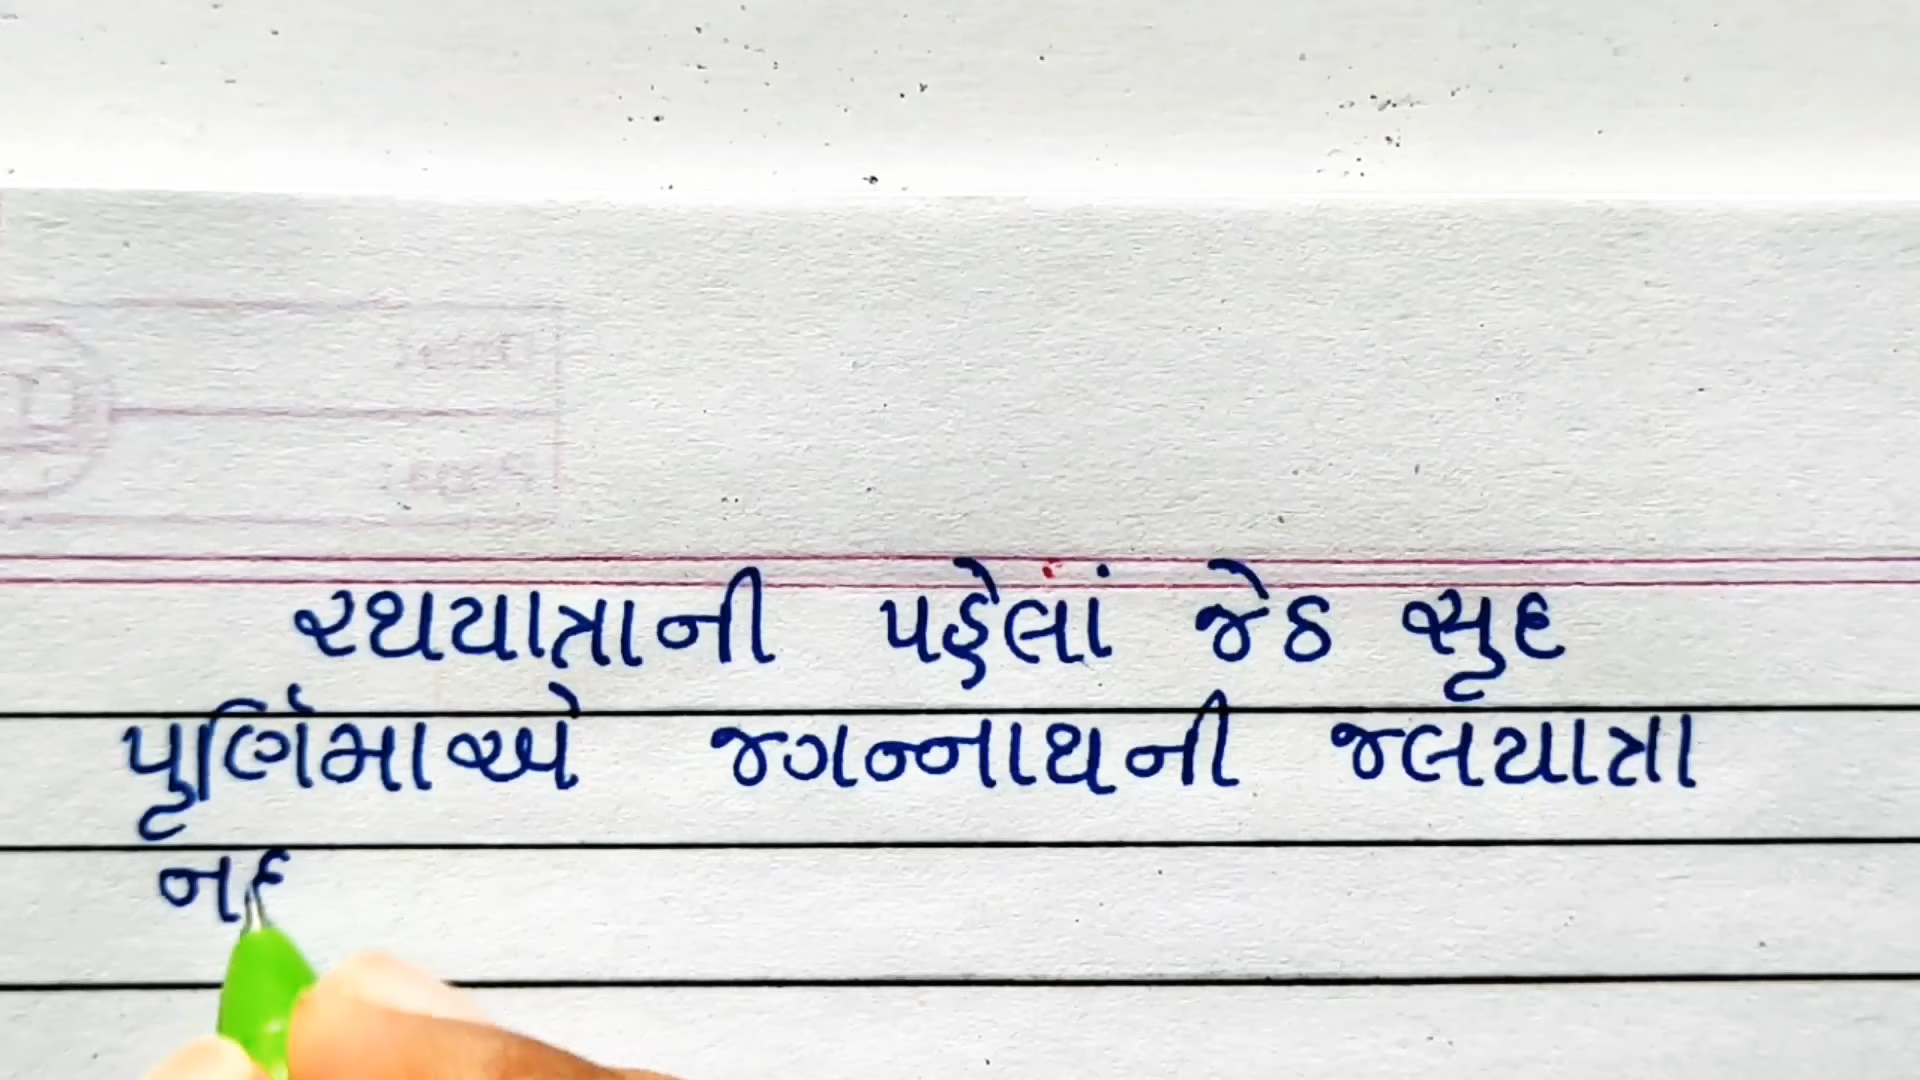 રથયાત્રાની પહેલાં જેઠ સુદ
પુર્ણિમાએ જગન્નાથની જલયાત્રા